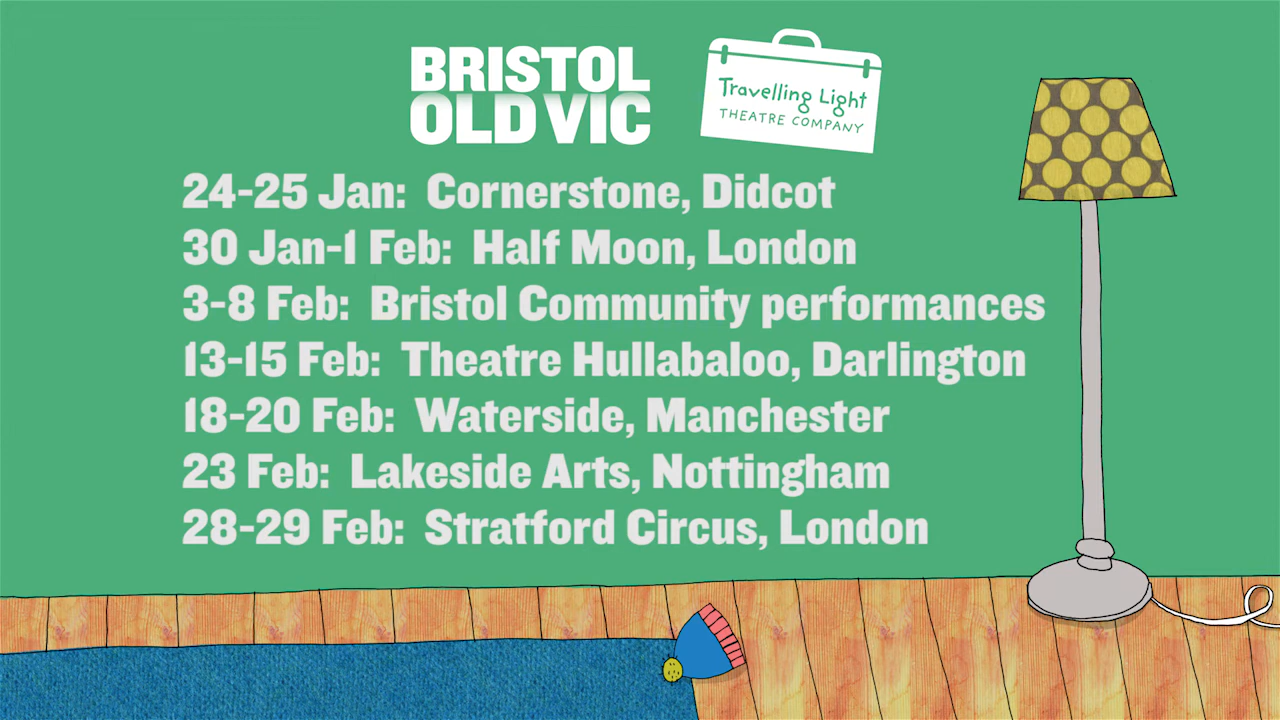 BRISTOL
OLD VIC
Travelling Light
THEATRE COMPANY
24-25 Jan: Cornerstone, Didcot
30 Jan-1 Feb: Half Moon, London
3-8 Feb: Bristol Community performances
13-15 Feb: Theatre Hullabaloo, Darlington
18-20 Feb: Waterside, Manchester
23 Feb: Lakeside Arts, Nottingham
28-29 Feb: Stratford Circus, London